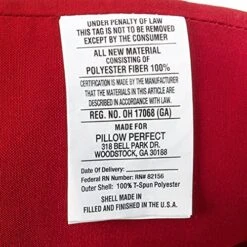 UNDER PENALTY OF LAW
THIS TAG IS NOT TO BE REMOVED
EXCEPT BY THE CONSUMER
ALL NEW MATERIAL
CONSISTING OF
POLYESTER FIBER 100%
CERTIFICATION IS MADE BY THE MANUFACTURER
THAT THE MATERIALS IN THIS ARTICLE ARE
DESCRIBED IN ACCORDANCE WITH LAW
REG. NO. OH 17068 (GA)
MADE FOR
PILLOW PERFECT
318 BELL PARK DR.
WOODSTOCK, GA 30188
Date Of Delivery:
Federal RN Number: RN# 82156
Outer Shell: 100% T-Spun Polyester
SHELL MADE IN
FILLED AND FINISHED IN THE U.S.A.